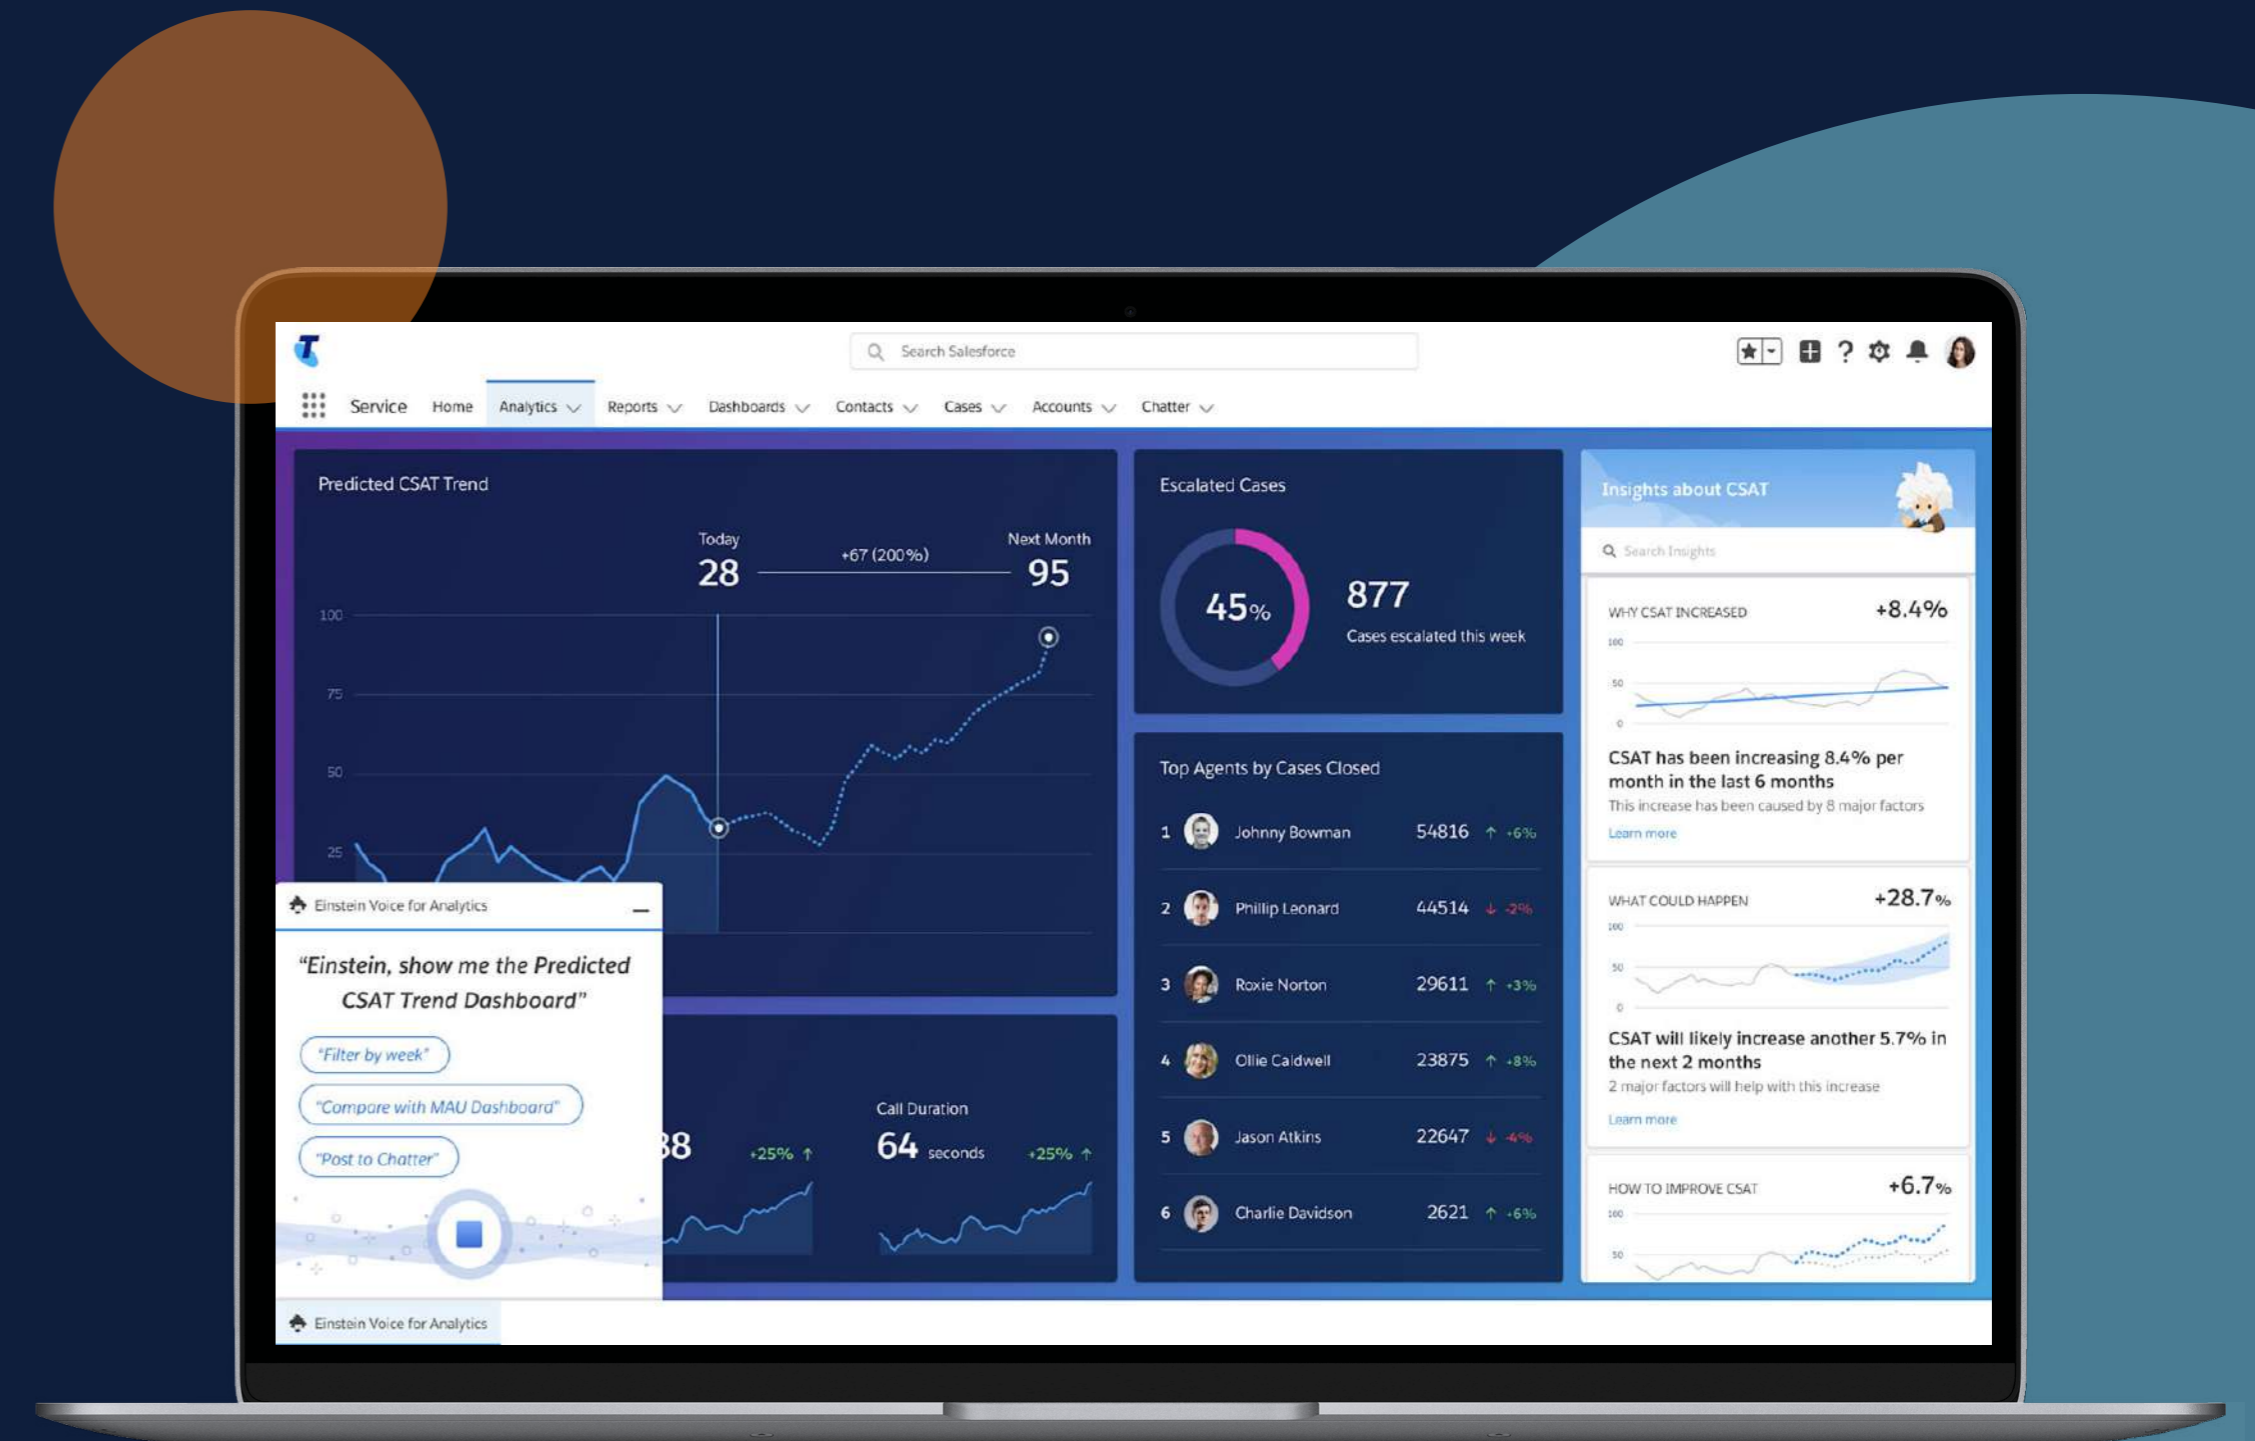 T
Search Salesforce
Service Home Analytics Reports Dashboards Contacts Cases Accounts Chatter
Predicted CSAT Trend
Today
28
+67 (200%)
Next Month
95
100
75
50
25
Einstein Voice for Analytics
"Einstein, show me the Predicted
CSAT Trend Dashboard"
"Filter by week"
"Compare with MAU Dashboard"
"Post to Chatter"
38
+25% ↑
Call Duration
64 seconds
+25% ↑
Einstein Voice for Analytics
Escalated Cases
45%
877
Cases escalated this week
Top Agents by Cases Closed
1 Johnny Bowman 54816 ↑ +6%
2 Phillip Leonard 44514 ↓ -2%
3 Roxie Norton 29611 ↑ +3%
4 Ollie Caldwell 23875 ↑ +8%
5 Jason Atkins 22647 ↓ -4%
6 Charlie Davidson 2621 ↑ +6%
Insights about CSAT
Search Insights
WHY CSAT INCREASED +8.4%
100
50
0
CSAT has been increasing 8.4% per
month in the last 6 months
This increase has been caused by 8 major factors
Learn more
WHAT COULD HAPPEN +28.7%
100
50
0
CSAT will likely increase another 5.7% in
the next 2 months
2 major factors will help with this increase
Learn more
HOW TO IMPROVE CSAT +6.7%
100
50